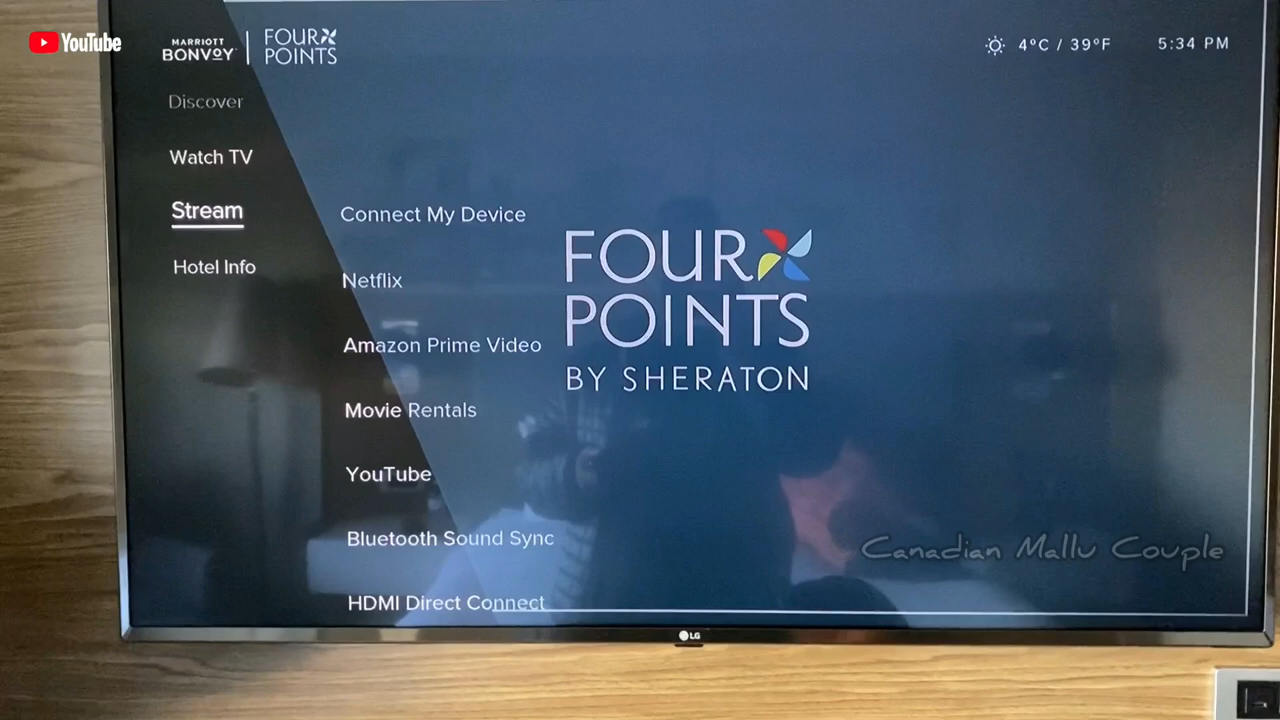 YouTube
MARRIOTT
BONVOY
FOUR
POINTS
4°C / 39°F
5:34 PM
Discover
Watch TV
Stream
Hotel Info
Connect My Device
Netflix
Amazon Prime Video
Movie Rentals
YouTube
Bluetooth Sound Sync
HDMI Direct Connect
FOUR
POINTS
BY SHERATON
Canadian Mallu Couple
LG